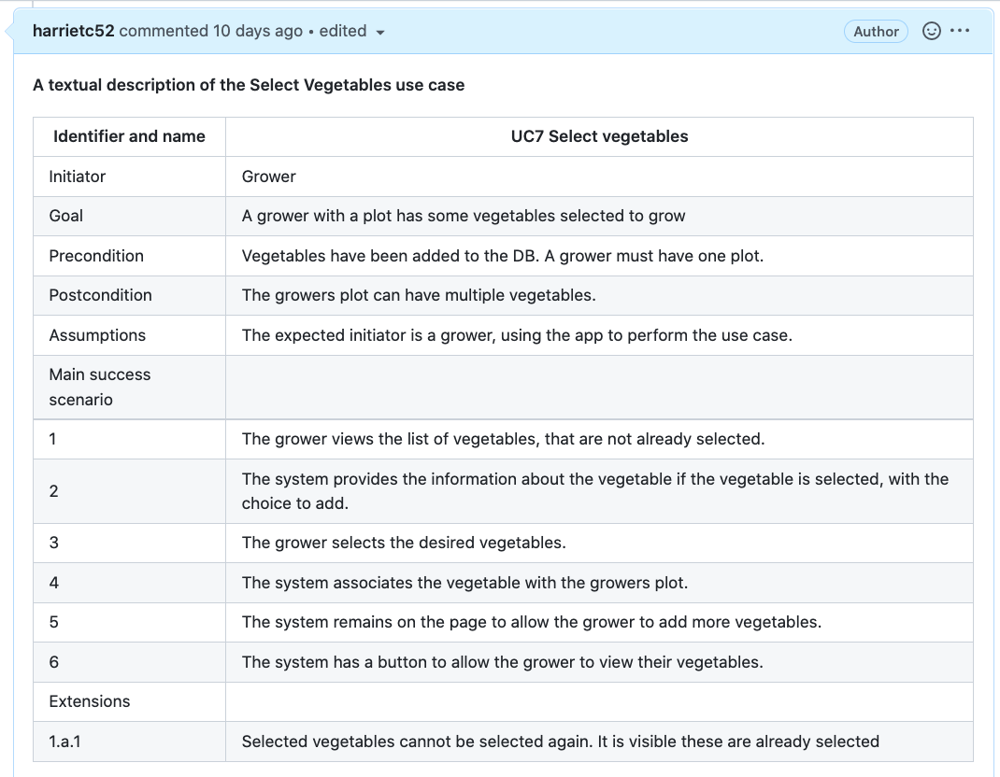 harrietc52 commented 10 days ago • edited
Author
A textual description of the Select Vegetables use case
Identifier and name UC7 Select vegetables
Initiator Grower
Goal A grower with a plot has some vegetables selected to grow
Precondition Vegetables have been added to the DB. A grower must have one plot.
Postcondition The growers plot can have multiple vegetables.
Assumptions The expected initiator is a grower, using the app to perform the use case.
Main success
scenario
1 The grower views the list of vegetables, that are not already selected.
2 The system provides the information about the vegetable if the vegetable is selected, with the
choice to add.
3 The grower selects the desired vegetables.
4 The system associates the vegetable with the growers plot.
5 The system remains on the page to allow the grower to add more vegetables.
6 The system has a button to allow the grower to view their vegetables.
Extensions
1.a.1 Selected vegetables cannot be selected again. It is visible these are already selected